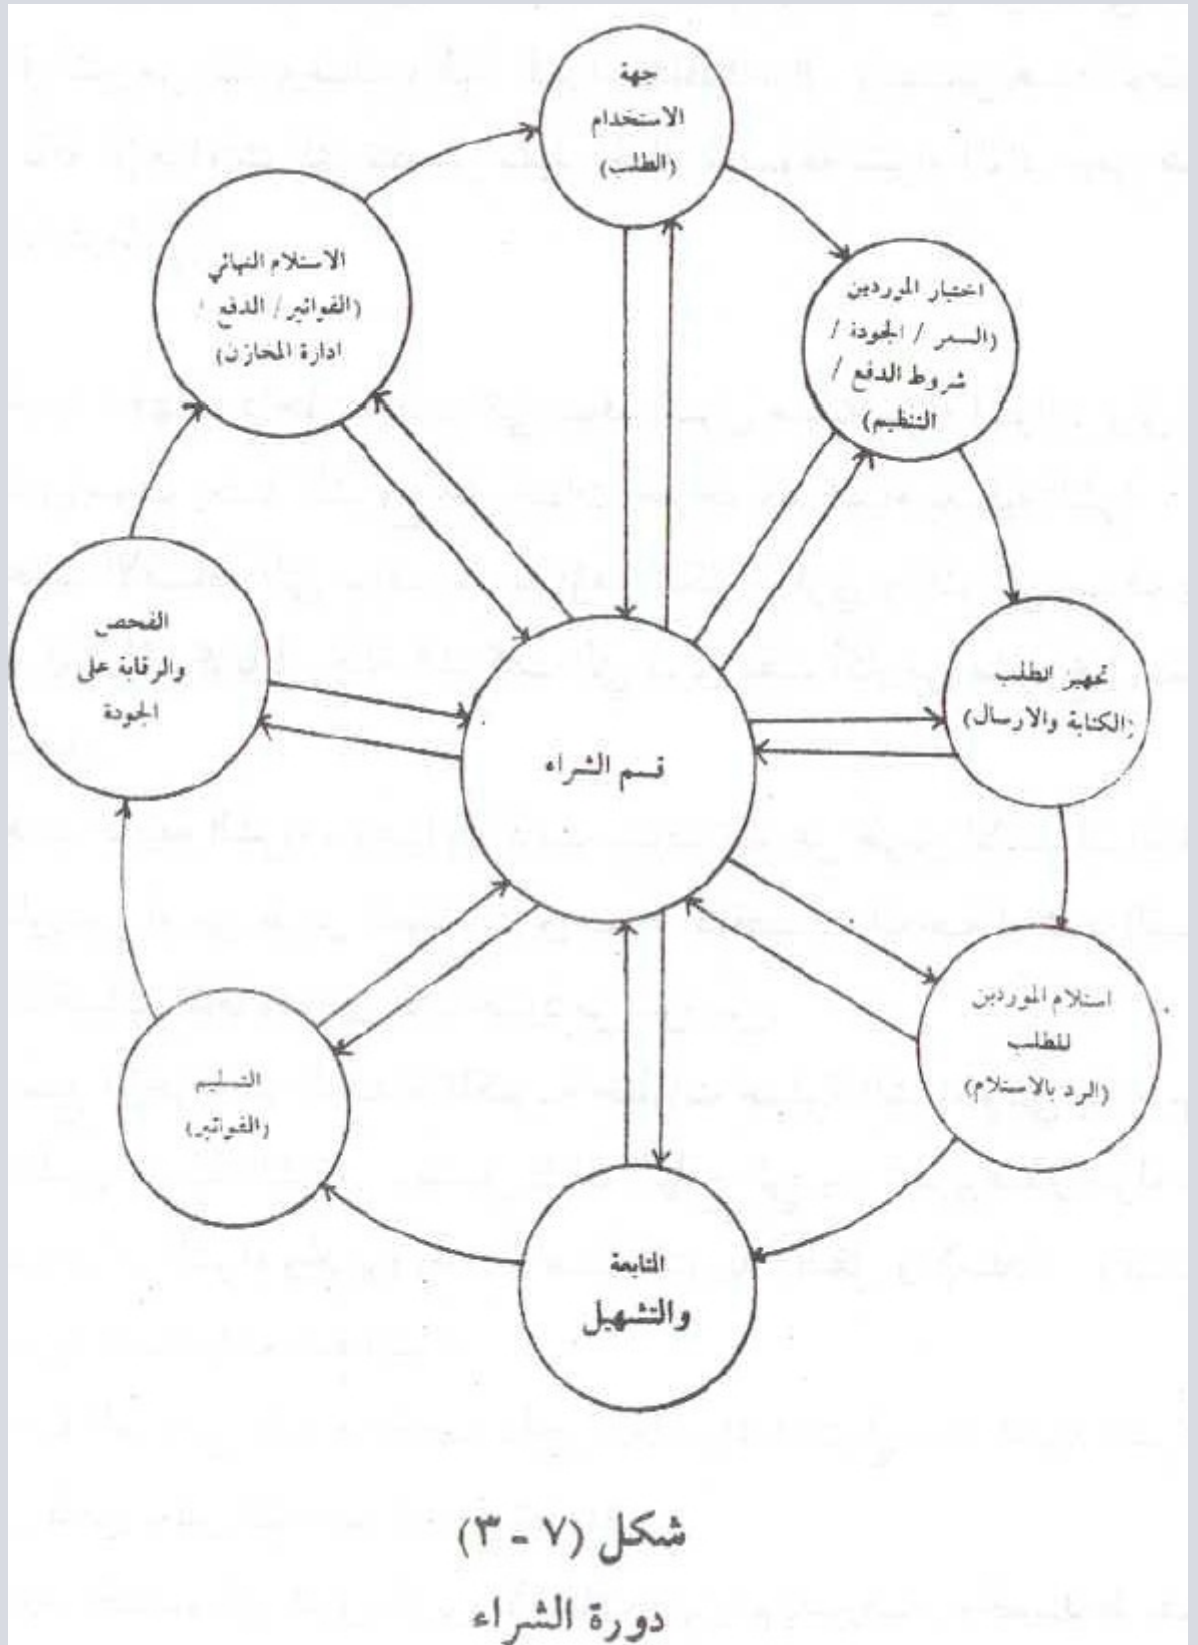 جهة
الاستخدام
(الطلب)
اختيار الموردين
(السعر / الجودة /
شروط الدفع /
التنظيم)
تجهيز الطلب
(الكتابة والارسال)
استلام الموردين
للطلب
(الرد بالاستلام)
المتابعة
والتشهيل
التسليم
(الفواتير)
الفحص
والرقابة على
الجودة
الاستلام النهائي
(الفواتير / الدفع /
ادارة المخازن)
قسم الشراء
شكل (٧ - ٣)
دورة الشراء